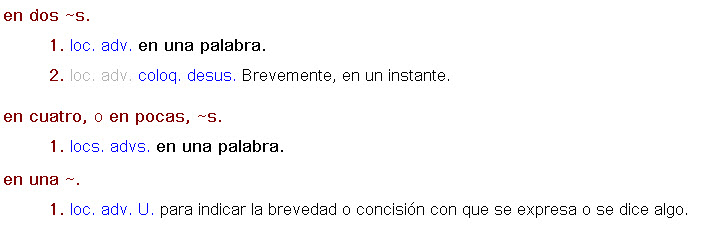 en dos ~s.
1. loc. adv. en una palabra.
2. loc. adv. coloq. desus. Brevemente, en un instante.
en cuatro, o en pocas, ~s.
1. locs. advs. en una palabra.
en una ~.
1. loc. adv. U. para indicar la brevedad o concisión con que se expresa o se dice algo.